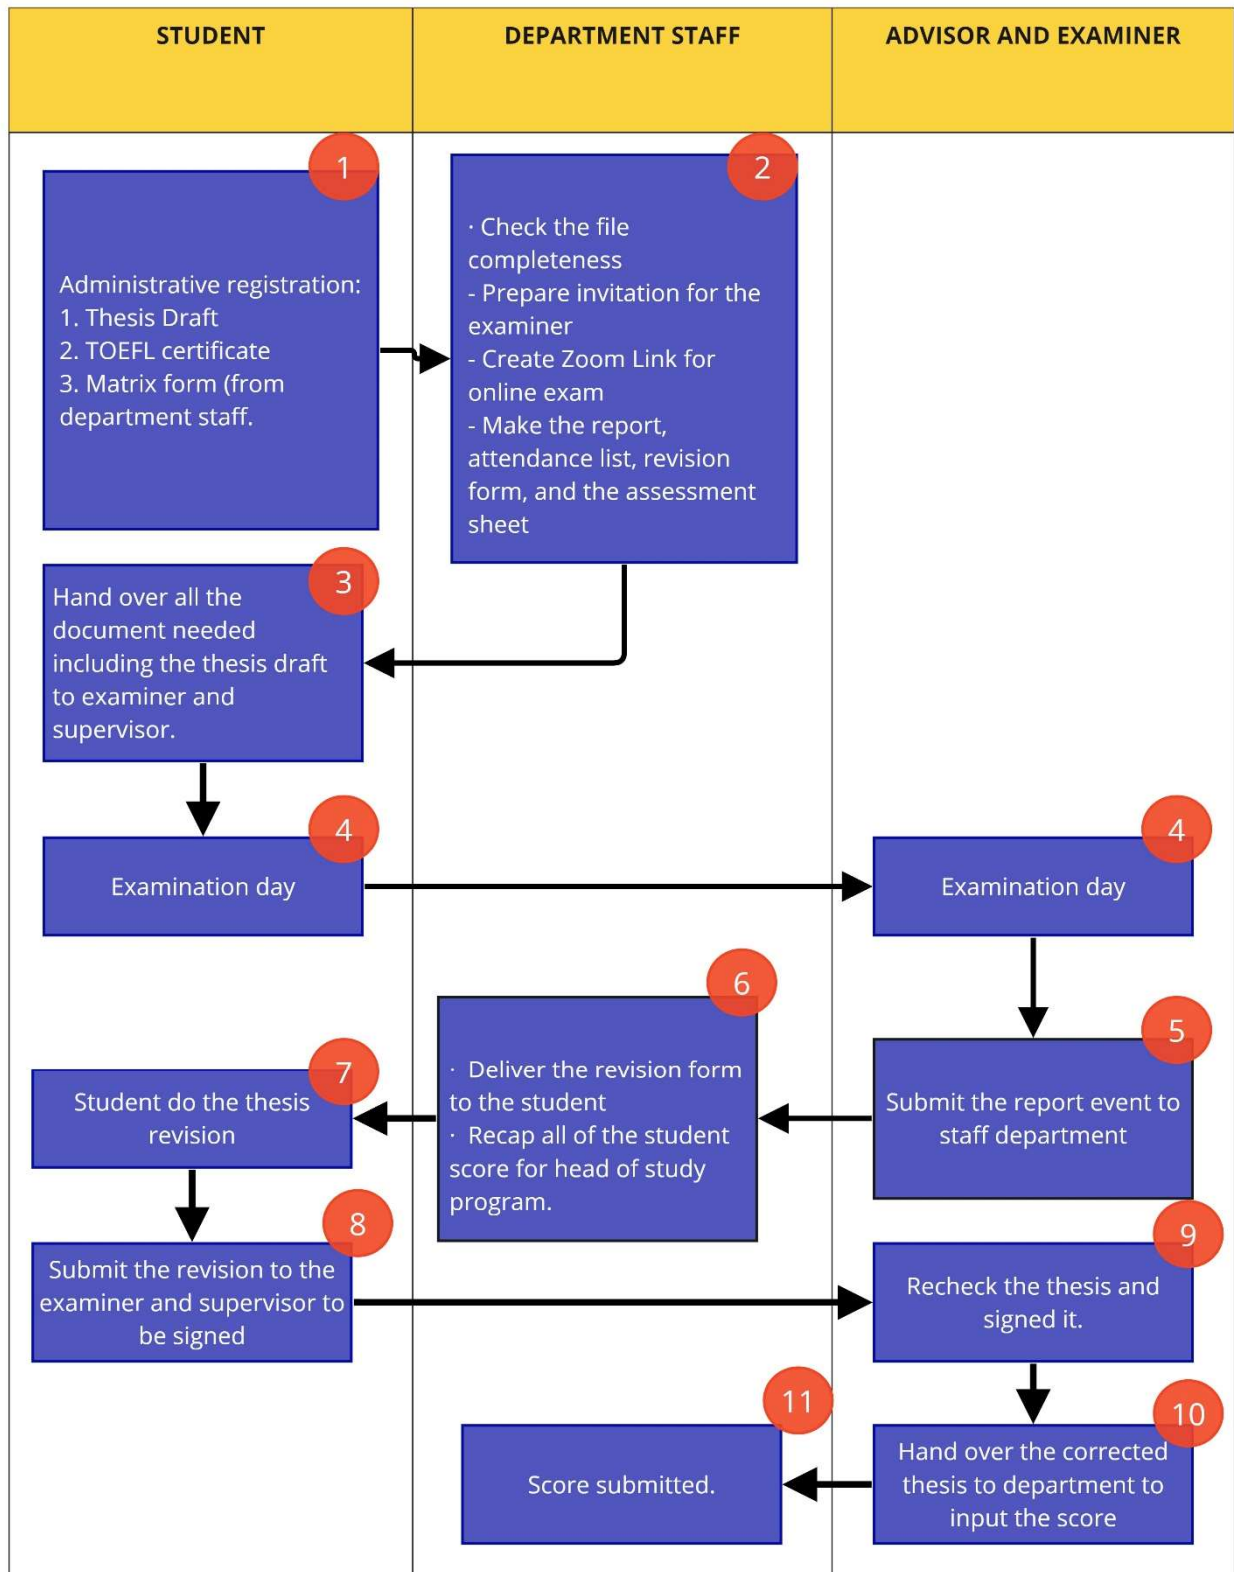 STUDENT
DEPARTMENT STAFF
ADVISOR AND EXAMINER
1
Administrative registration:
1. Thesis Draft
2. TOEFL certificate
3. Matrix form (from
department staff.
2
· Check the file
completeness
- Prepare invitation for the
examiner
- Create Zoom Link for
online exam
- Make the report,
attendance list, revision
form, and the assessment
sheet
3
Hand over all the
document needed
including the thesis draft
to examiner and
supervisor.
4
Examination day
4
Examination day
5
Submit the report event to
staff department
6
· Deliver the revision form
to the student
· Recap all of the student
score for head of study
program.
7
Student do the thesis
revision
8
Submit the revision to the
examiner and supervisor to
be signed
9
Recheck the thesis and
signed it.
10
Hand over the corrected
thesis to department to
input the score
11
Score submitted.